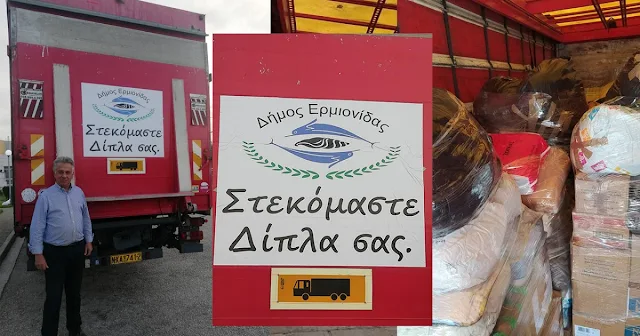 Δήμος Ερμιονίδας
Στεκόμαστε
Δίπλα σας.
Δήμος Ερμιονίδας
Στεκόμαστε
Δίπλα σας.